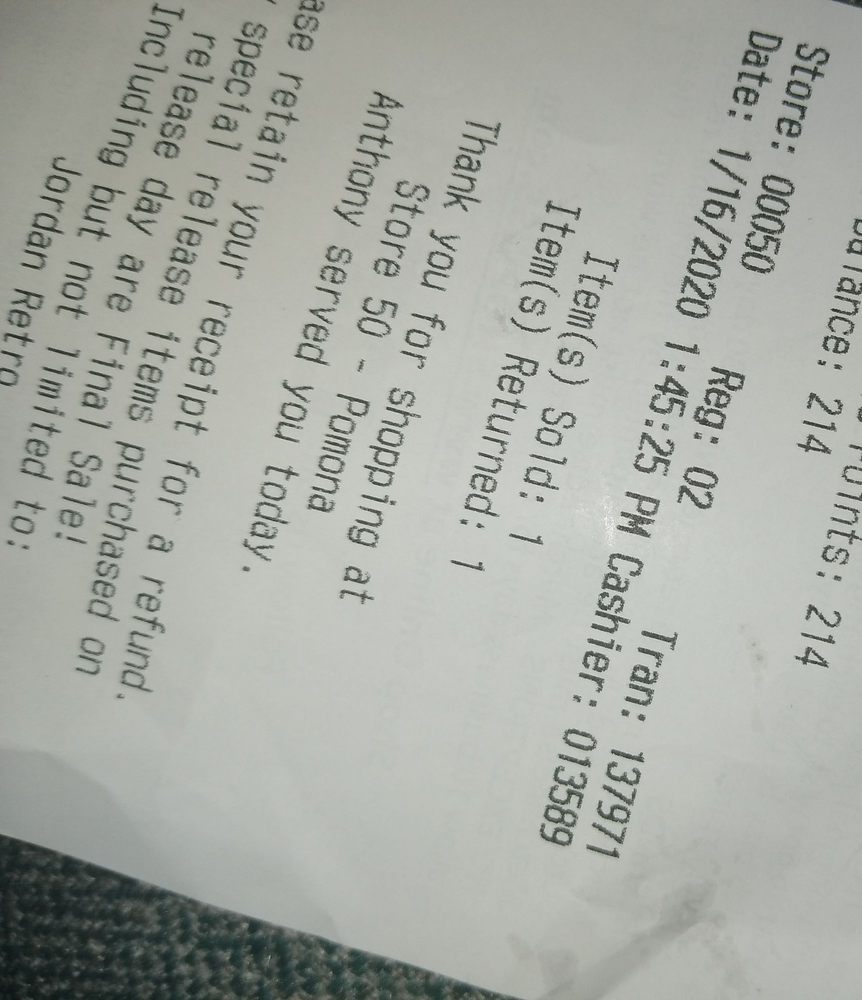 Points: 214
Balance: 214
Store: 00050 Reg: 02 Tran: 137971
Date: 1/16/2020 1:45:25 PM Cashier: 013589
Item(s) Sold: 1
Item(s) Returned: 1
Thank you for shopping at
Store 50 - Pomona
Anthony served you today.
ase retain your receipt for a refund.
special release items purchased on
release day are Final Sale!
Including but not limited to:
Jordan Retro